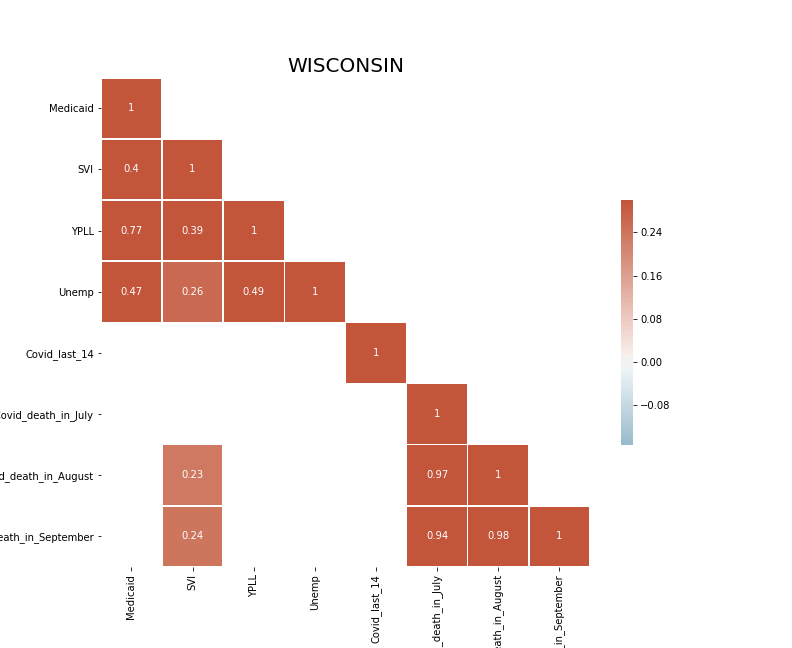 WISCONSIN
Medicaid 1
SVI 0.4 1
YPLL 0.77 0.39 1
Unemp 0.47 0.26 0.49 1
Covid_last_14 1
ovid_death_in_July 1
d_death_in_August 0.23 0.97 1
eath_in_September 0.24 0.94 0.98 1
Medicaid SVI YPLL Unemp Covid_last_14 _death_in_July ath_in_August _in_September
0.24
0.16
0.08
0.00
−0.08